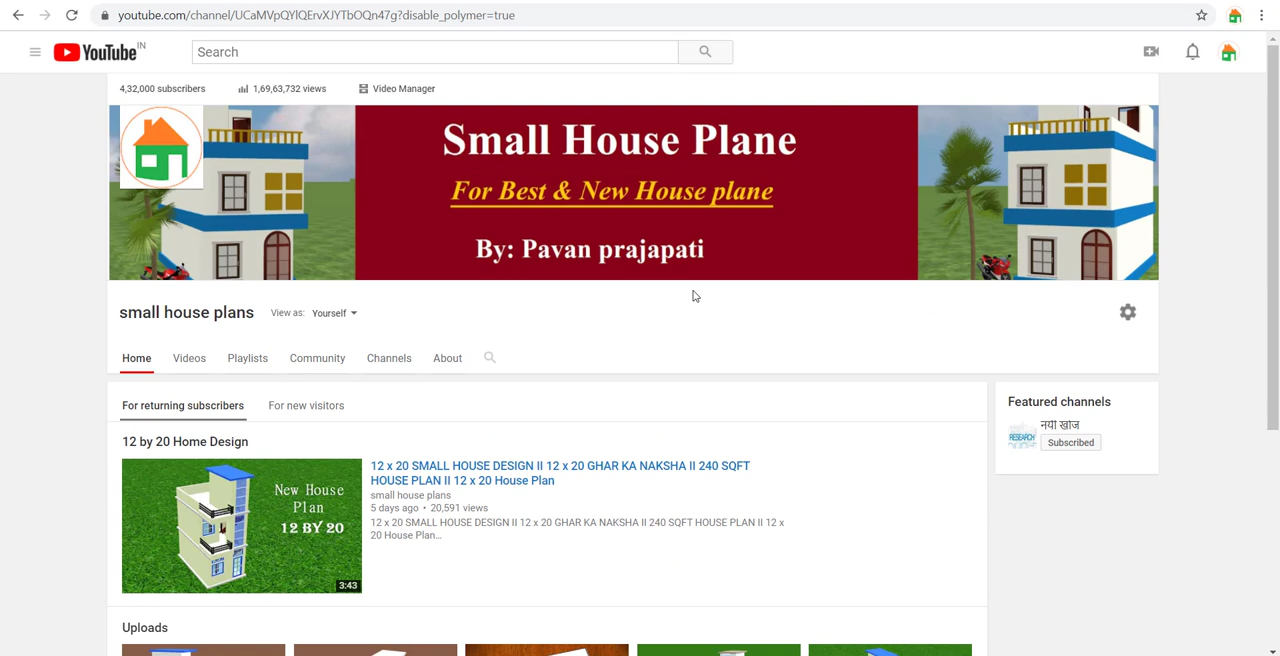 youtube.com/channel/UCaMVpQYlQErvXJYTbOQn47g?disable_polymer=true
YouTube IN
Search
4,32,000 subscribers
1,69,63,732 views
Video Manager
Small House Plane
For Best & New House plane
By: Pavan prajapati
small house plans
View as: Yourself
Home
Videos
Playlists
Community
Channels
About
For returning subscribers
For new visitors
12 by 20 Home Design
New House
Plan
12 BY 20
3:43
12 x 20 SMALL HOUSE DESIGN II 12 x 20 GHAR KA NAKSHA II 240 SQFT
HOUSE PLAN II 12 x 20 House Plan
small house plans
5 days ago • 20,591 views
12 x 20 SMALL HOUSE DESIGN II 12 x 20 GHAR KA NAKSHA II 240 SQFT HOUSE PLAN II 12 x
20 House Plan...
Uploads
Featured channels
RESEARCH
नयी खोज
Subscribed